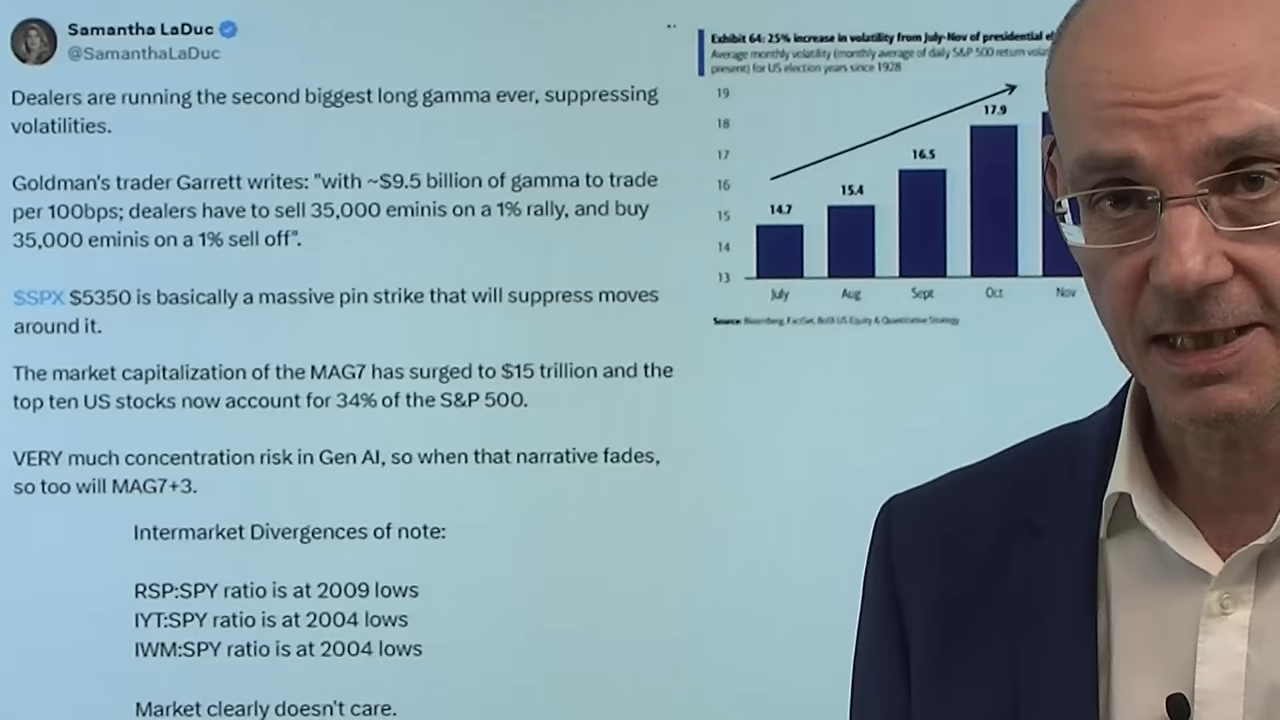 Samantha LaDuc
@SamanthaLaDuc
Dealers are running the second biggest long gamma ever, suppressing
volatilities.
Goldman's trader Garrett writes: "with ~$9.5 billion of gamma to trade
per 100bps; dealers have to sell 35,000 eminis on a 1% rally, and buy
35,000 eminis on a 1% sell off".
$SPX $5350 is basically a massive pin strike that will suppress moves
around it.
The market capitalization of the MAG7 has surged to $15 trillion and the
top ten US stocks now account for 34% of the S&P 500.
VERY much concentration risk in Gen AI, so when that narrative fades,
so too will MAG7+3.
Intermarket Divergences of note:
RSP:SPY ratio is at 2009 lows
IYT:SPY ratio is at 2004 lows
IWM:SPY ratio is at 2004 lows
Market clearly doesn't care.
Exhibit 64: 25% increase in volatility from July-Nov of presidential
Average monthly volatility (monthly average of daily S&P 500 return
present) for US election years since 1928
19
18
17
16
15
14
13
14.7
15.4
16.5
17.9
July
Aug
Sept
Oct
Nov
Source: Bloomberg, FactSet, BofA US Equity & Quantitative Strategy